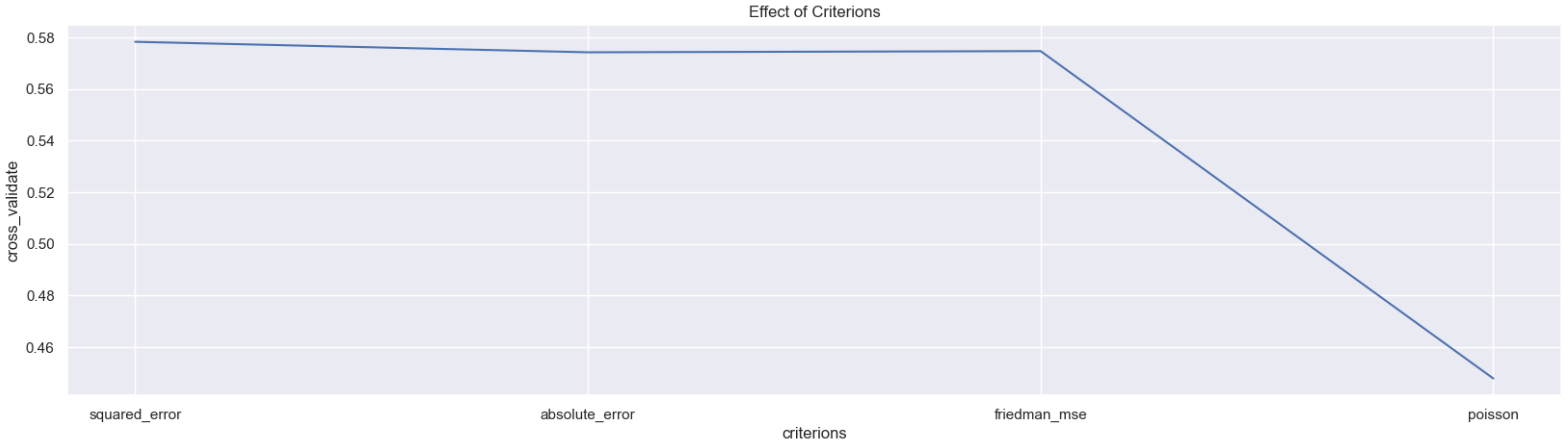 Effect of Criterions
0.58
0.56
0.54
0.52
0.50
0.48
0.46
cross_validate
squared_error absolute_error friedman_mse poisson
criterions